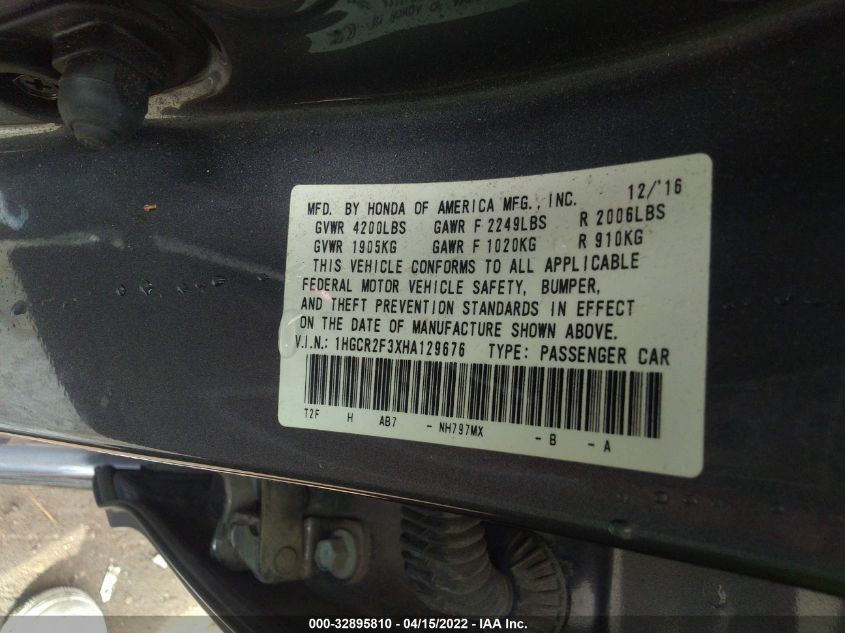 MFD. BY HONDA OF AMERICA MFG., INC. 12/'16
GVWR 4200LBS GAWR F 2249LBS R 2006LBS
GVWR 1905KG GAWR F 1020KG R 910KG
THIS VEHICLE CONFORMS TO ALL APPLICABLE
FEDERAL MOTOR VEHICLE SAFETY, BUMPER,
AND THEFT PREVENTION STANDARDS IN EFFECT
ON THE DATE OF MANUFACTURE SHOWN ABOVE.
V.I.N.: 1HGCR2F3XHA129676 TYPE: PASSENGER CAR
T2F H AB7 - NH797MX - B - A
000-32895810 - 04/15/2022 - IAA Inc.